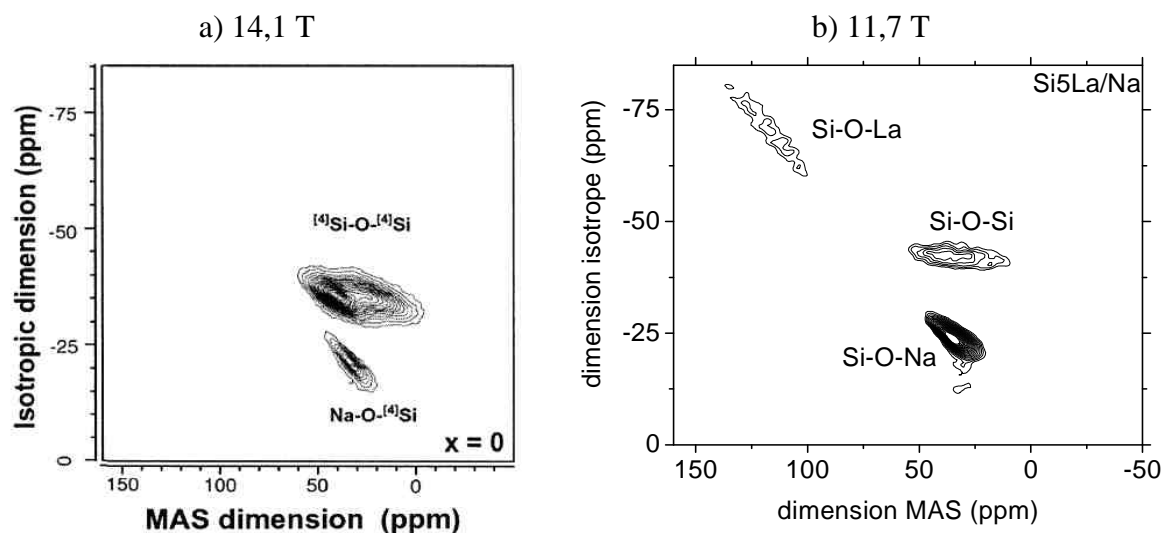 a) 14,1 T
Isotropic dimension (ppm)
-75
-50
-25
0
[4]Si-O-[4]Si
Na-O-[4]Si
x = 0
150
100
50
0
MAS dimension (ppm)
b) 11,7 T
dimension isotrope (ppm)
-75
-50
-25
0
Si5La/Na
Si-O-La
Si-O-Si
Si-O-Na
150
100
50
0
-50
dimension MAS (ppm)